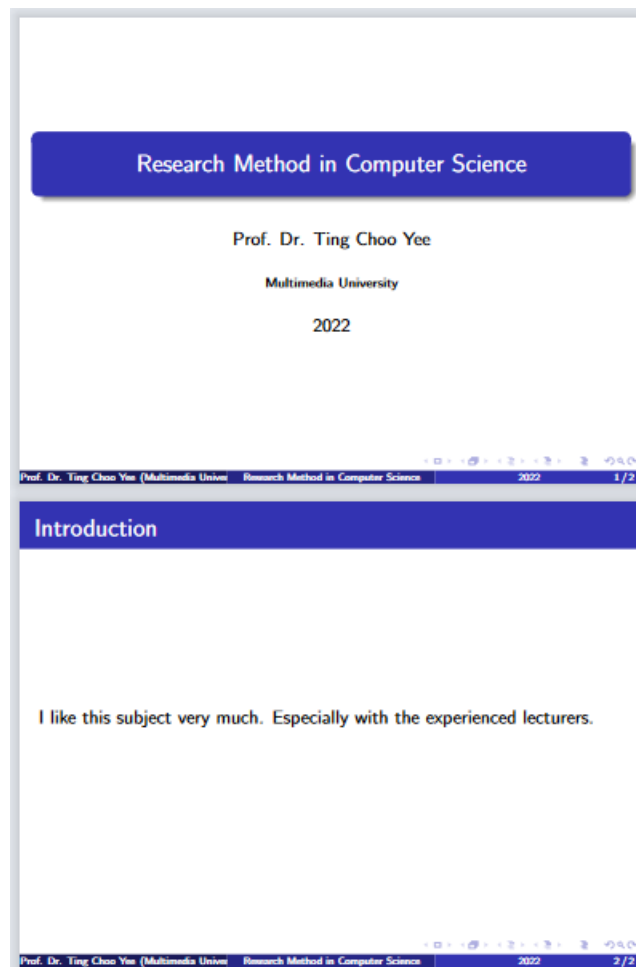 Research Method in Computer Science
Prof. Dr. Ting Choo Yee
Multimedia University
2022
Prof. Dr. Ting Choo Yee (Multimedia Unive Research Method in Computer Science 2022 1/2
Introduction
I like this subject very much. Especially with the experienced lecturers.
Prof. Dr. Ting Choo Yee (Multimedia Unive Research Method in Computer Science 2022 2/2